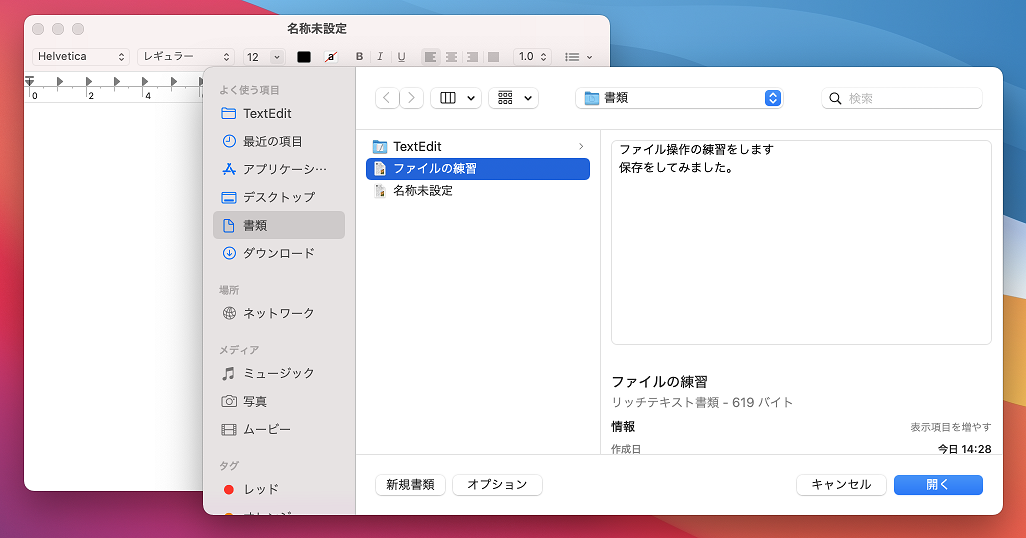 名称未設定
Helvetica レギュラー 12 a B I U 1.0
0 2 4 6
よく使う項目
TextEdit
最近の項目
アプリケーシ…
デスクトップ
書類
ダウンロード
場所
ネットワーク
メディア
ミュージック
写真
ムービー
タグ
レッド
書類 検索
TextEdit
ファイルの練習
名称未設定
ファイル操作の練習をします
保存をしてみました。
ファイルの練習
リッチテキスト書類 - 619 バイト
情報 表示項目を増やす
作成日 今日 14:28
新規書類 オプション キャンセル 開く